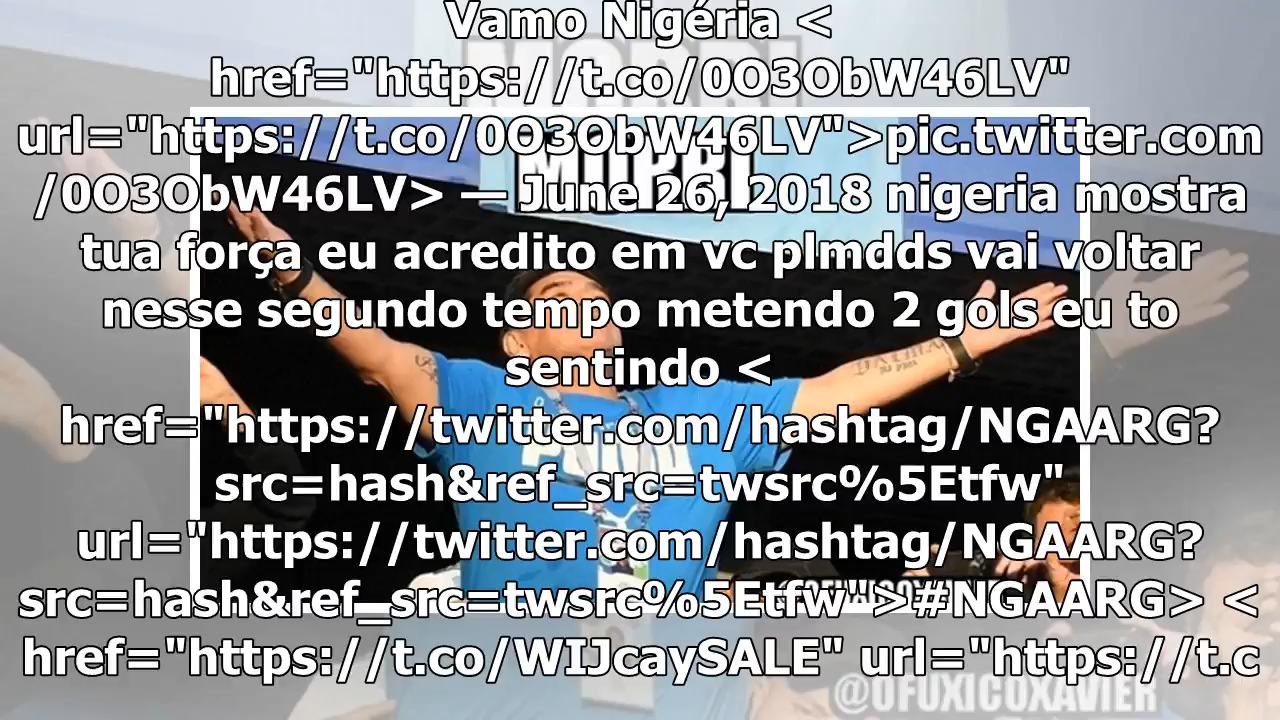 Vamo Nigéria <
href="https://t.co/0O3ObW46LV"
url="https://t.co/0O3ObW46LV">pic.twitter.com
/0O3ObW46LV> — June 26, 2018 nigeria mostra
tua força eu acredito em vc plmdds vai voltar
nesse segundo tempo metendo 2 gols eu to
sentindo <
href="https://twitter.com/hashtag/NGAARG?
src=hash&ref_src=twsrc%5Etfw"
url="https://twitter.com/hashtag/NGAARG?
src=hash&ref_src=twsrc%5Etfw">#NGAARG> <
href="https://t.co/WIJcaySALE" url="https://t.c
@OFUXICOXAVIER